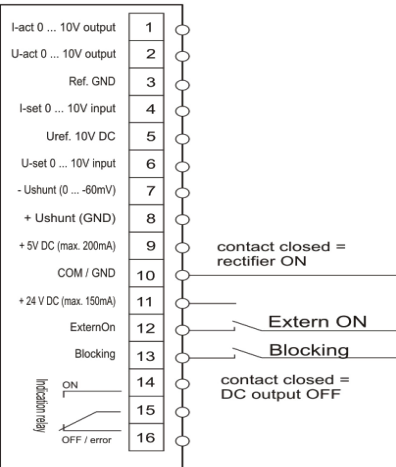 I-act 0 ... 10V output 1
U-act 0 ... 10V output 2
Ref. GND 3
I-set 0 ... 10V input 4
Uref. 10V DC 5
U-set 0 ... 10V input 6
- Ushunt (0 ... -60mV) 7
+ Ushunt (GND) 8
+ 5V DC (max. 200mA) 9
contact closed =
rectifier ON
COM / GND 10
+ 24 V DC (max. 150mA) 11
ExternOn 12 Extern ON
Blocking 13 Blocking
Indication relay
ON 14
contact closed =
DC output OFF
15
OFF / error 16